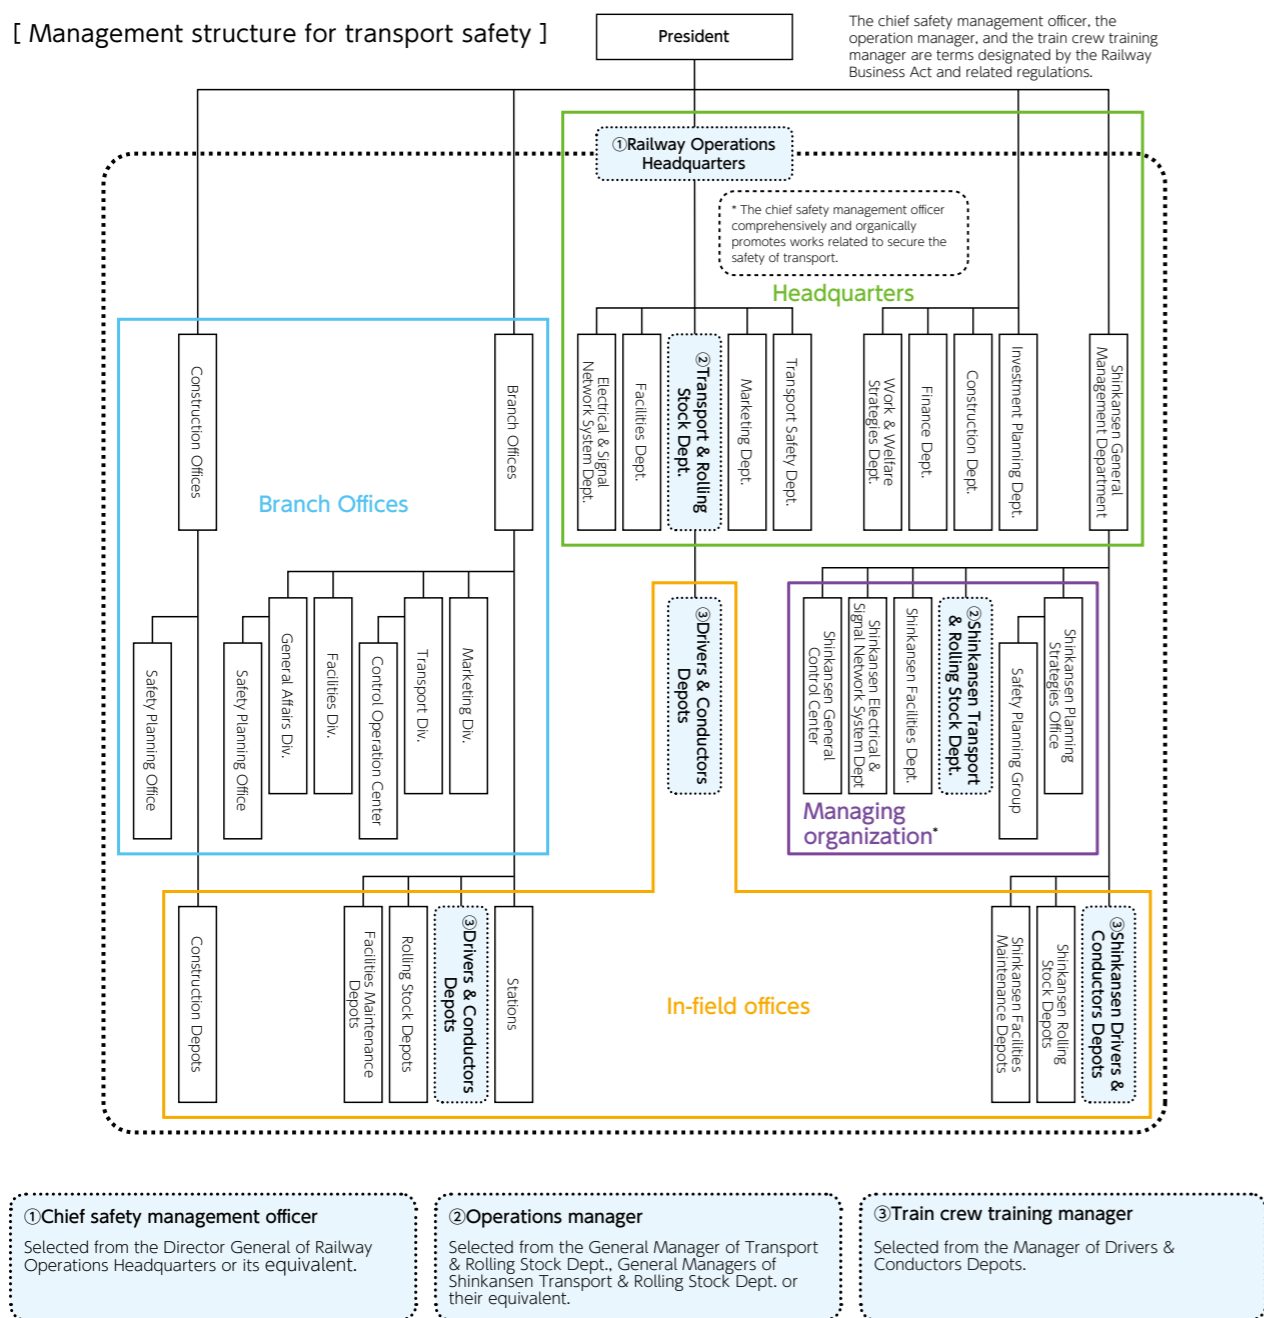 [ Management structure for transport safety ]
President
The chief safety management officer, the
operation manager, and the train crew training
manager are terms designated by the Railway
Business Act and related regulations.
①Railway Operations
Headquarters
* The chief safety management officer
comprehensively and organically
promotes works related to secure the
safety of transport.
Headquarters
Construction Offices
Branch Offices
Electrical & Signal
Network System Dept.
Facilities Dept.
②Transport & Rolling
Stock Dept.
Marketing Dept.
Transport Safety Dept.
Work & Welfare
Strategies Dept.
Finance Dept.
Construction Dept.
Investment Planning Dept.
Shinkansen General
Management Department
Branch Offices
Safety Planning Office
Safety Planning Office
General Affairs Div.
Facilities Div.
Control Operation Center
Transport Div.
Marketing Div.
③Drivers & Conductors
Depots
Shinkansen General
Control Center
Shinkansen Electrical &
Signal Network System Dept
Shinkansen Facilities Dept.
②Shinkansen Transport
& Rolling Stock Dept.
Safety Planning Group
Shinkansen Planning
Strategies Office
Managing
organization*
Construction Depots
Facilities Maintenance
Depots
Rolling Stock Depots
③Drivers & Conductors
Depots
Stations
In-field offices
Shinkansen Facilities
Maintenance Depots
Shinkansen Rolling
Stock Depots
③Shinkansen Drivers &
Conductors Depots
①Chief safety management officer
Selected from the Director General of Railway
Operations Headquarters or its equivalent.
②Operations manager
Selected from the General Manager of Transport
& Rolling Stock Dept., General Managers of
Shinkansen Transport & Rolling Stock Dept. or
their equivalent.
③Train crew training manager
Selected from the Manager of Drivers &
Conductors Depots.